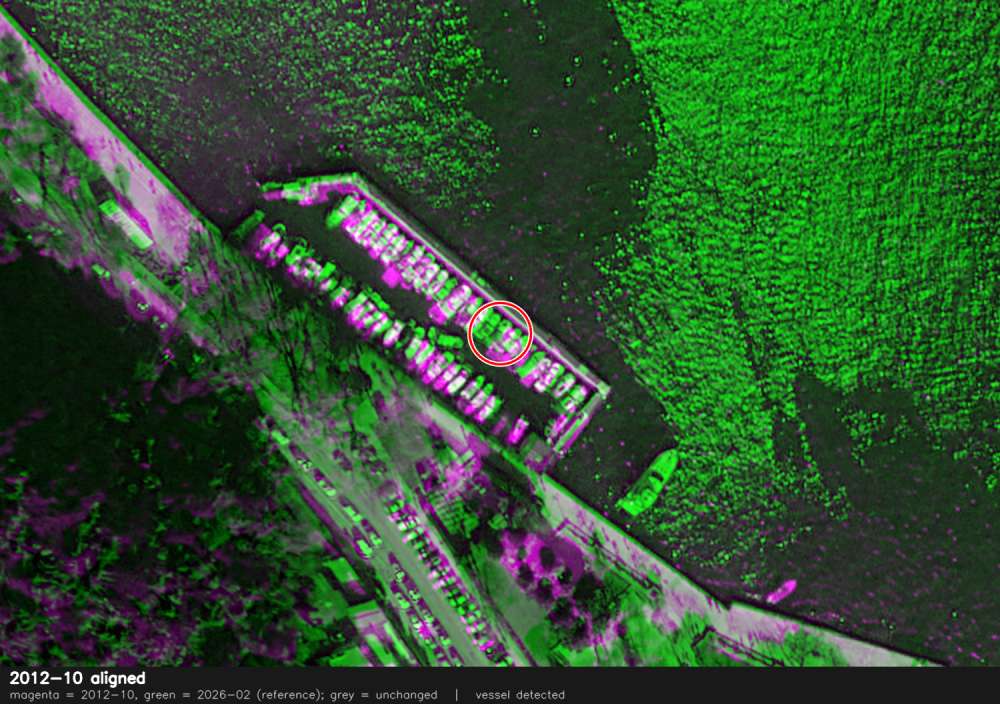 2012-10 aligned
magenta = 2012-10, green = 2026-02 (reference); grey = unchanged | vessel detected